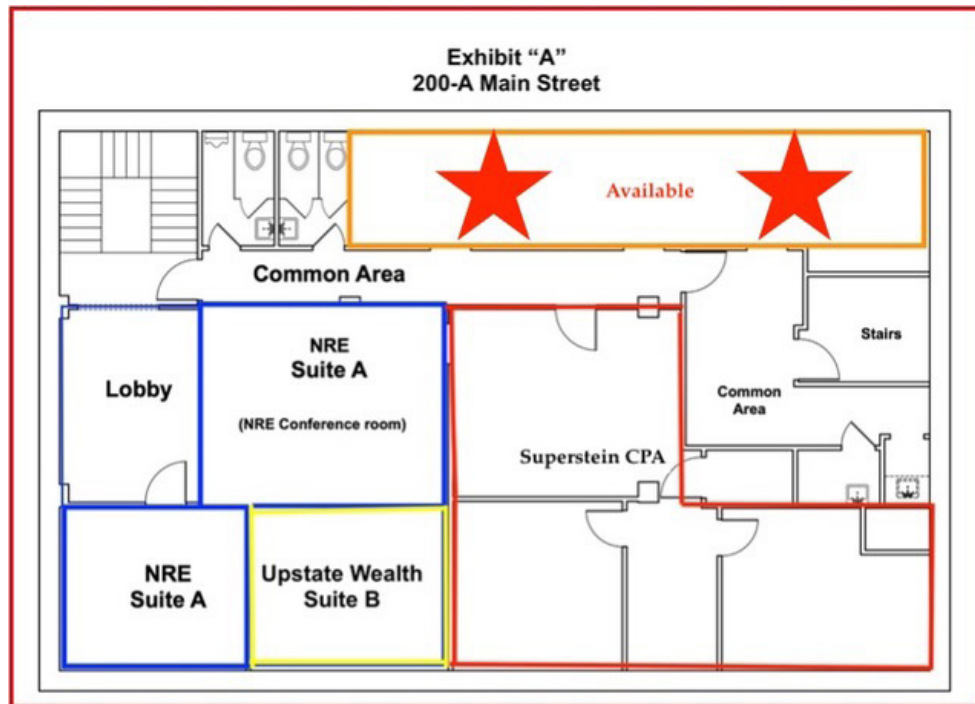 Exhibit “A”
200-A Main Street
Available
Common Area
NRE
Suite A
(NRE Conference room)
Lobby
Stairs
Common
Area
Superstein CPA
NRE
Suite A
Upstate Wealth
Suite B